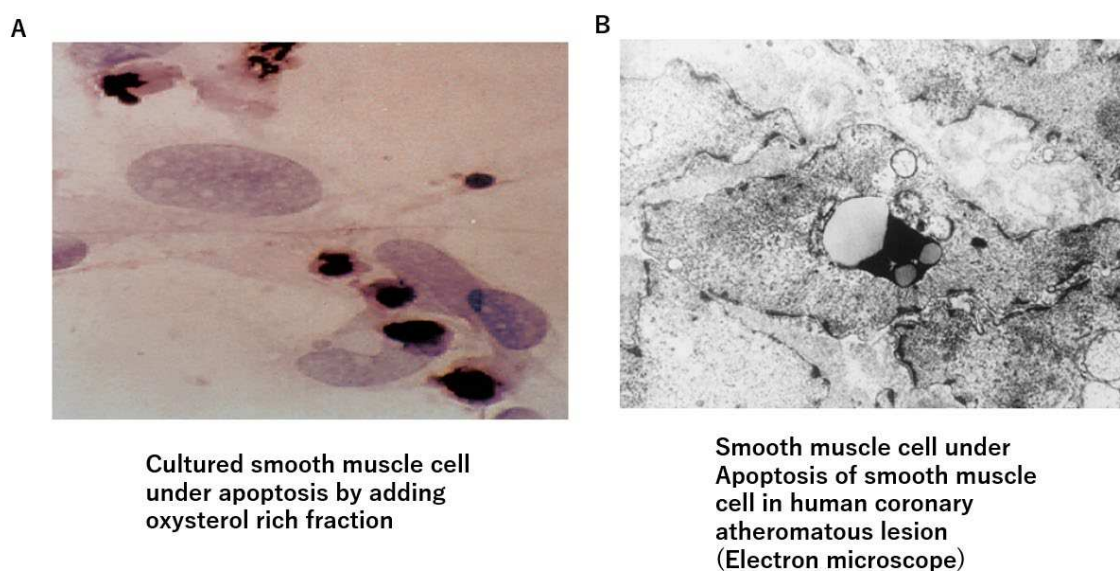 A
B
Cultured smooth muscle cell
under apoptosis by adding
oxysterol rich fraction
Smooth muscle cell under
Apoptosis of smooth muscle
cell in human coronary
atheromatous lesion
(Electron microscope)